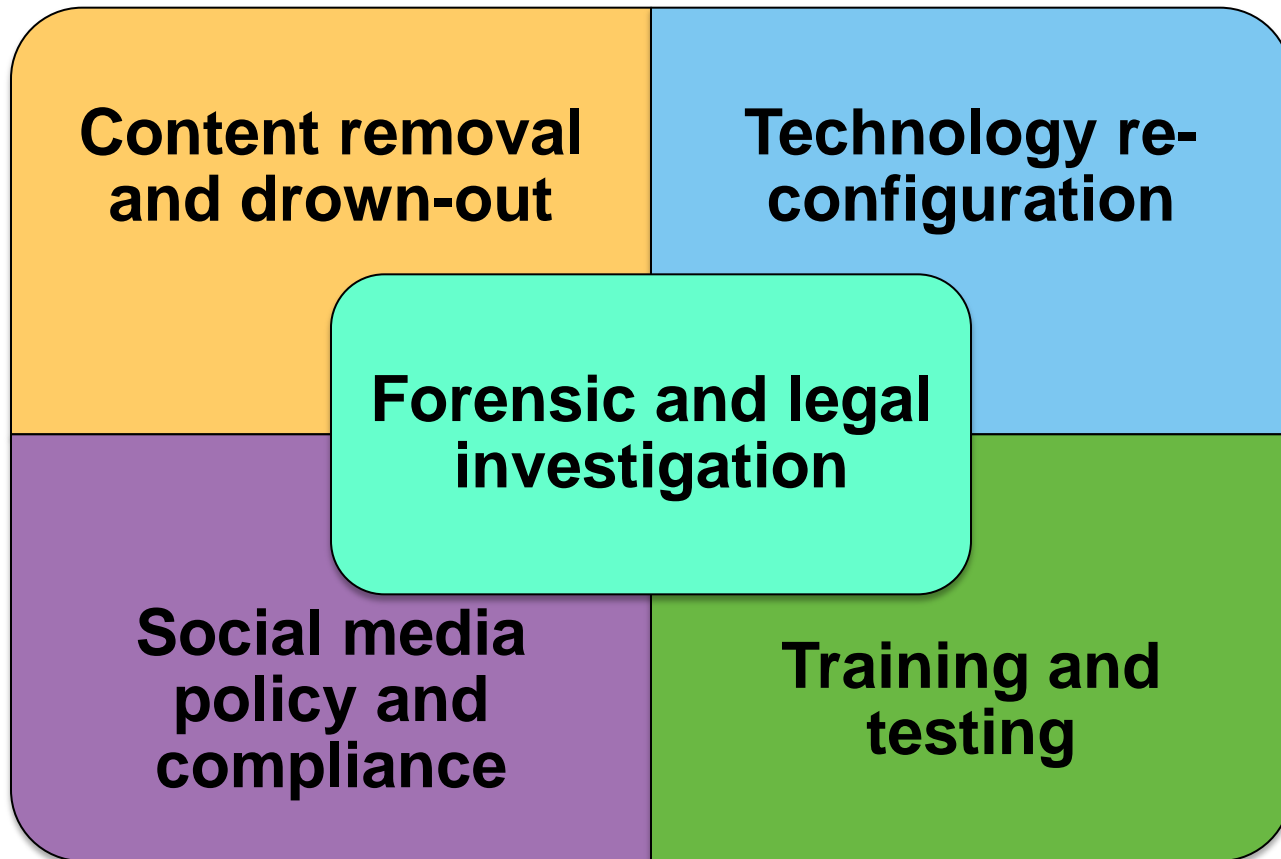 Content removal
and drown-out
Technology re-
configuration
Forensic and legal
investigation
Social media
policy and
compliance
Training and
testing